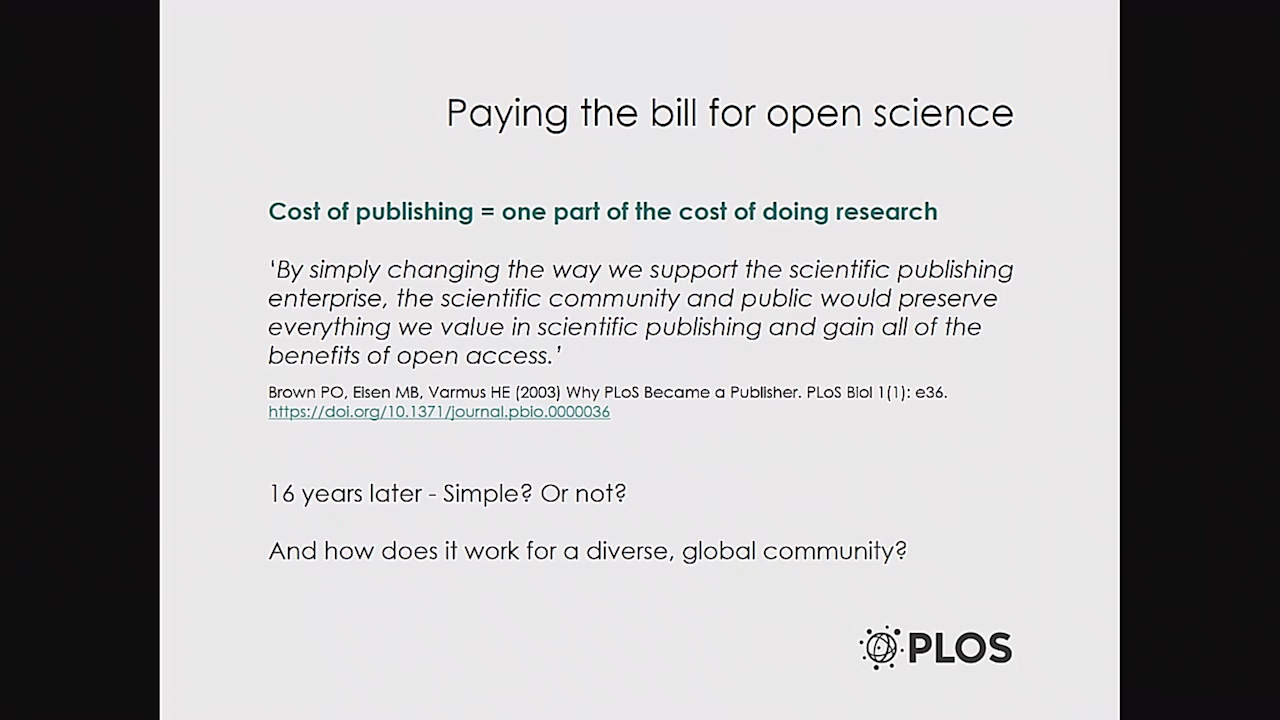 Paying the bill for open science
Cost of publishing = one part of the cost of doing research
‘By simply changing the way we support the scientific publishing
enterprise, the scientific community and public would preserve
everything we value in scientific publishing and gain all of the
benefits of open access.’
Brown PO, Eisen MB, Varmus HE (2003) Why PLoS Became a Publisher. PLoS Biol 1(1): e36.
https://doi.org/10.1371/journal.pbio.0000036
16 years later - Simple? Or not?
And how does it work for a diverse, global community?
PLOS